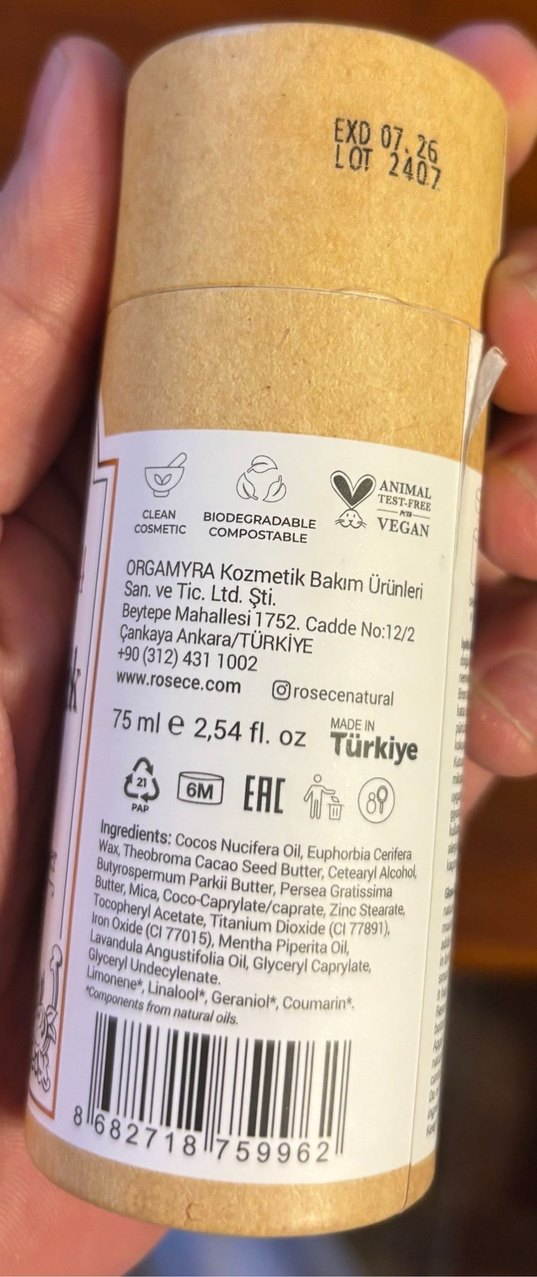 EXD 07.26
LOT 2407
CLEAN
COSMETIC
BIODEGRADABLE
COMPOSTABLE
ANIMAL
TEST-FREE
PETA
VEGAN
ORGAMYRA Kozmetik Bakım Ürünleri
San. ve Tic. Ltd. Şti.
Beytepe Mahallesi 1752. Cadde No:12/2
Çankaya Ankara/TÜRKİYE
+90 (312) 431 1002
www.rosece.com
rosecenatural
75 ml e 2,54 fl. oz
MADE IN
Türkiye
21
PAP
6M
EAC
Ingredients: Cocos Nucifera Oil, Euphorbia Cerifera
Wax, Theobroma Cacao Seed Butter, Cetearyl Alcohol,
Butyrospermum Parkii Butter, Persea Gratissima
Butter, Mica, Coco-Caprylate/caprate, Zinc Stearate,
Tocopheryl Acetate, Titanium Dioxide (CI 77891),
Iron Oxide (CI 77015), Mentha Piperita Oil,
Lavandula Angustifolia Oil, Glyceryl Caprylate,
Glyceryl Undecylenate.
Limonene*, Linalool*, Geraniol*, Coumarin*.
*Components from natural oils.
8 682718 759962